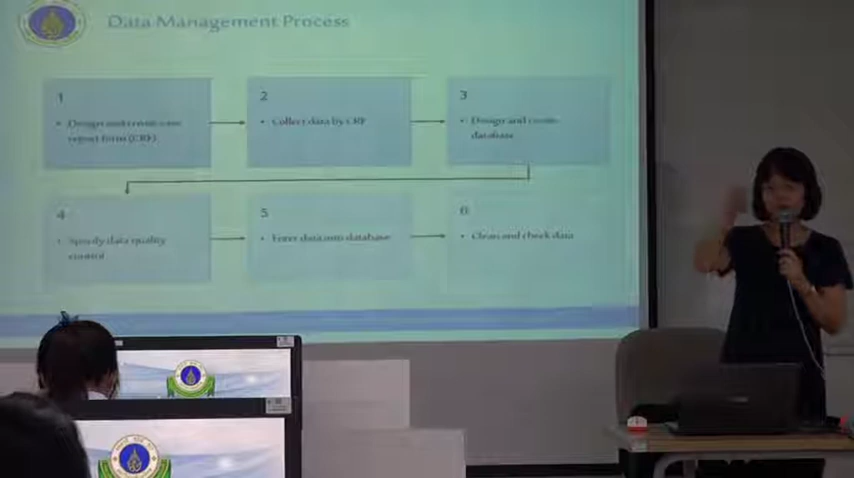 Data Management Process
1
• Design and create case
report form (CRF)
2
• Collect data by CRF
3
• Design and create
database
4
• Specify data quality
control
5
• Enter data into database
6
• Clean and check data